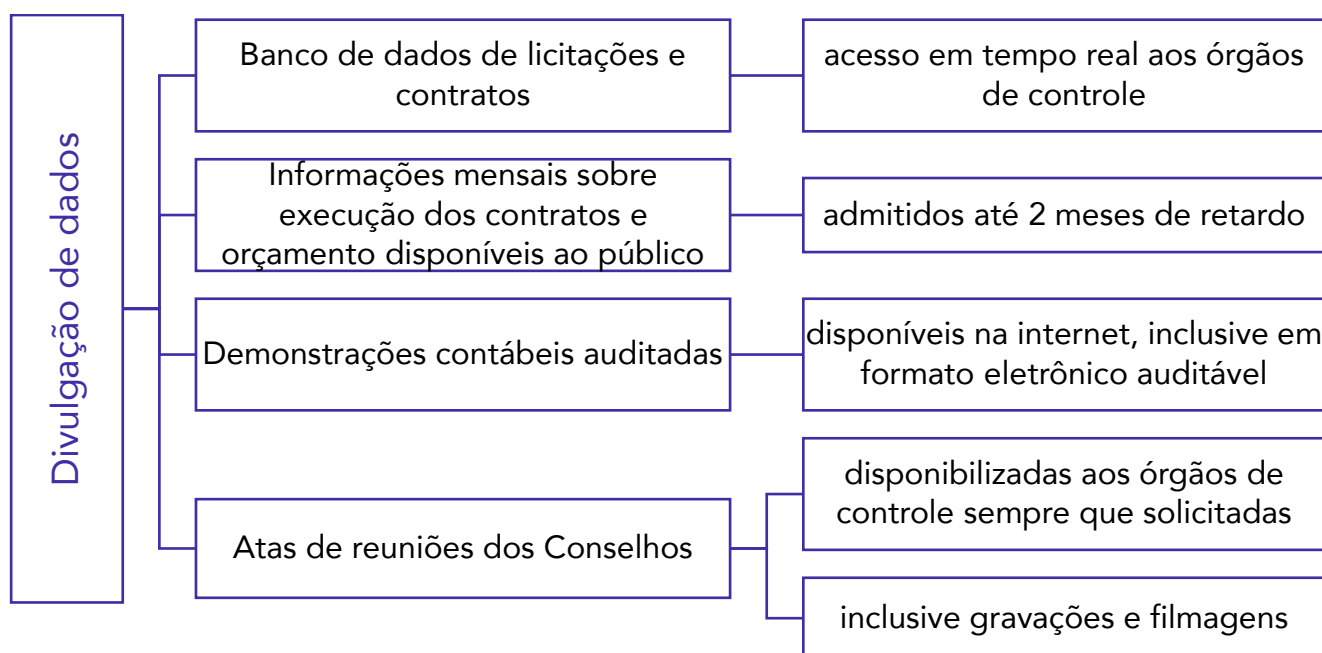 Divulgação de dados
Banco de dados de licitações e
contratos
acesso em tempo real aos órgãos
de controle
Informações mensais sobre
execução dos contratos e
orçamento disponíveis ao público
admitidos até 2 meses de retardo
Demonstrações contábeis auditadas
disponíveis na internet, inclusive em
formato eletrônico auditável
Atas de reuniões dos Conselhos
disponibilizadas aos órgãos de
controle sempre que solicitadas
inclusive gravações e filmagens